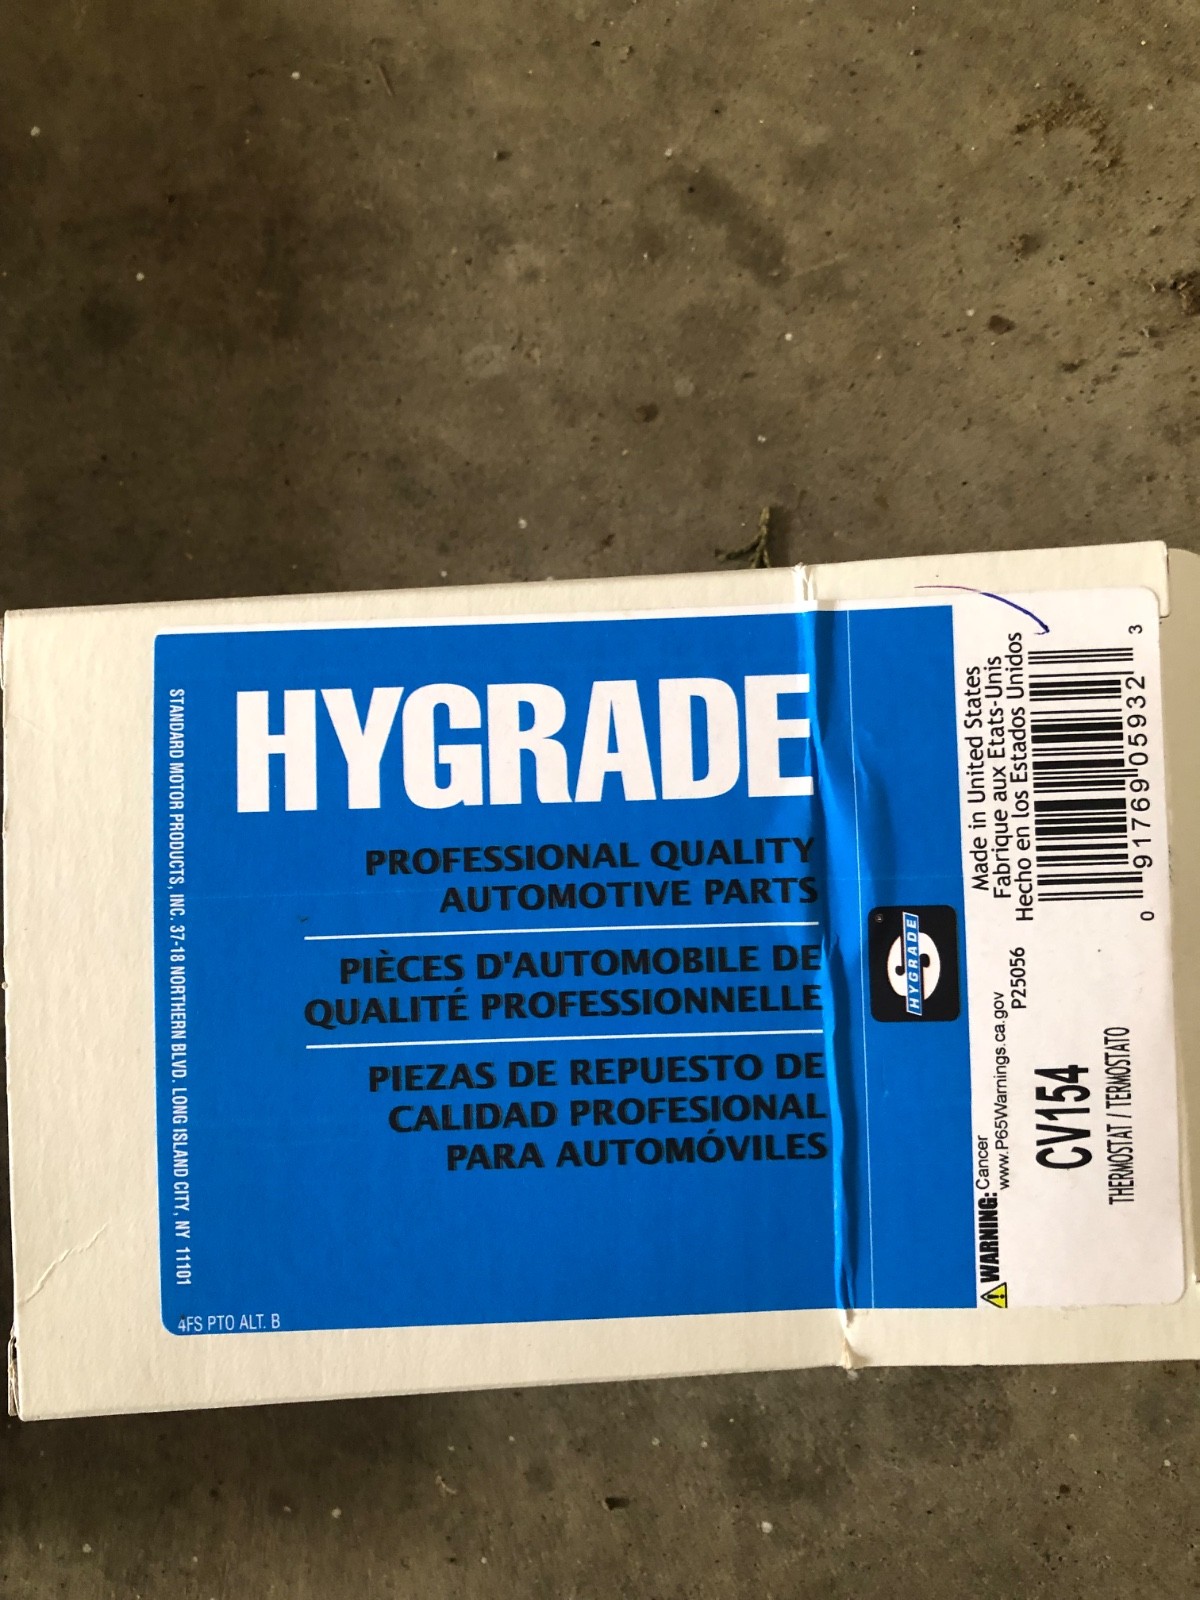 HYGRADE
PROFESSIONAL QUALITY
AUTOMOTIVE PARTS
PIÈCES D'AUTOMOBILE DE
QUALITÉ PROFESSIONNELLE
PIEZAS DE REPUESTO DE
CALIDAD PROFESIONAL
PARA AUTOMÓVILES
STANDARD MOTOR PRODUCTS, INC. 37-18 NORTHERN BLVD. LONG ISLAND CITY, NY 11101
4FS PTO ALT. B
HYGRADE
®
Made in United States
Fabrique aux Etats-Unis
Hecho en los Estados Unidos
P25056
0 91769 05932 3
WARNING: Cancer
www.P65Warnings.ca.gov
CV154
THERMOSTAT / TERMOSTATO